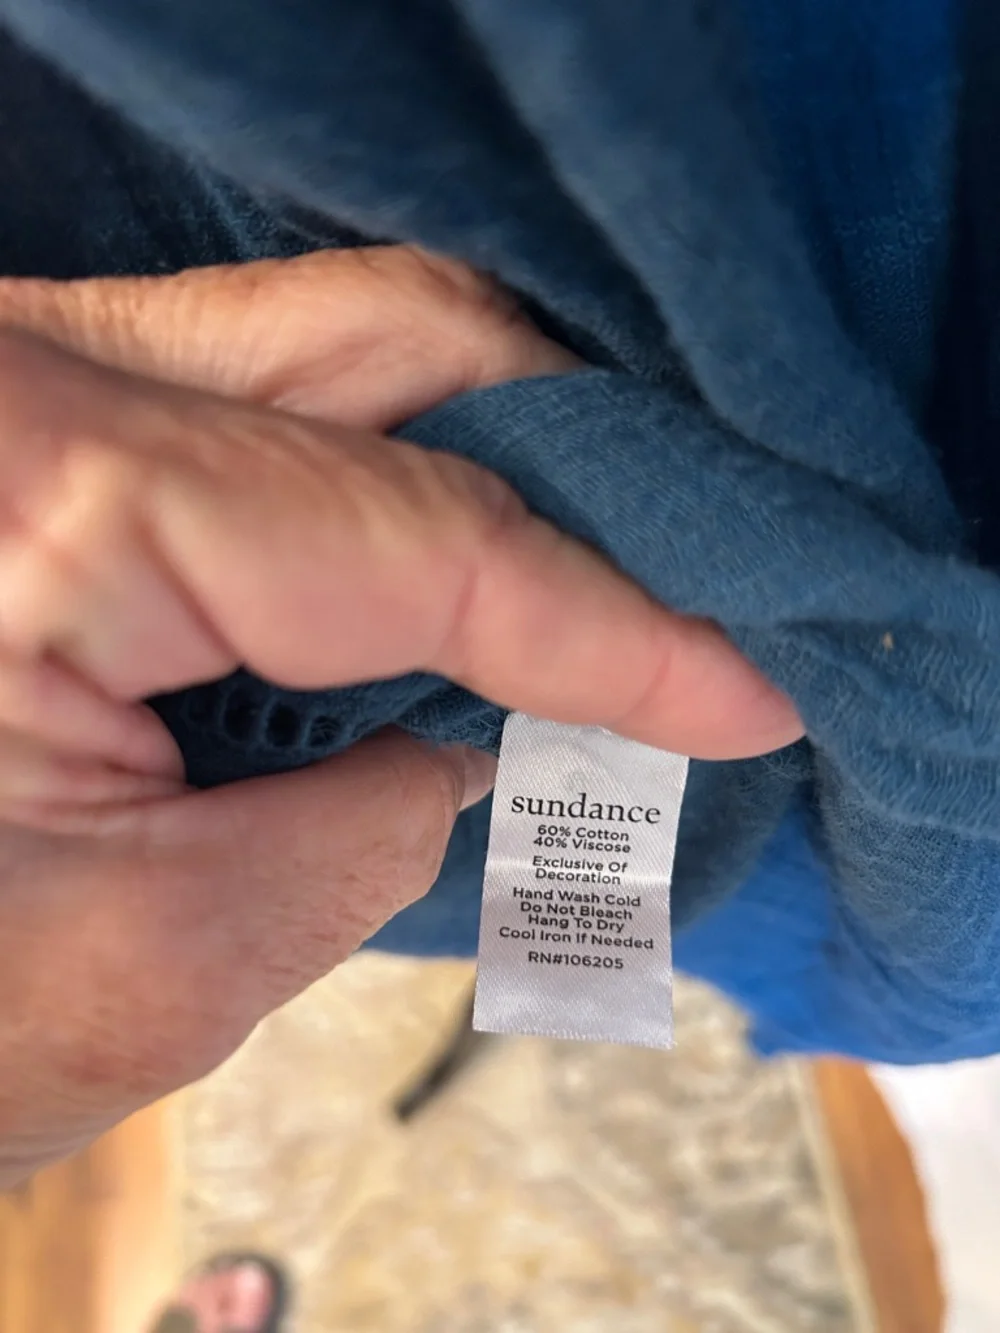 sundance
60% Cotton
40% Viscose
Exclusive Of
Decoration
Hand Wash Cold
Do Not Bleach
Hang To Dry
Cool Iron If Needed
RN#106205